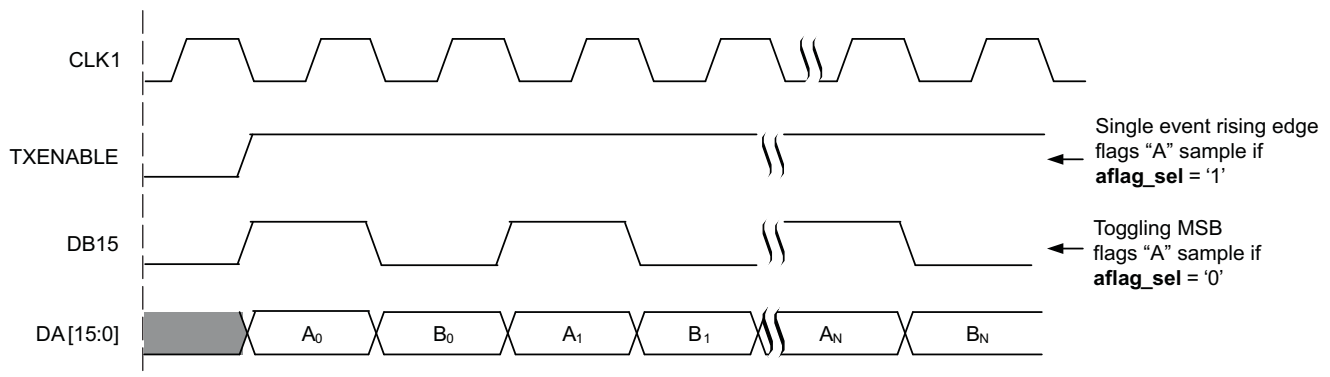 CLK1
TXENABLE
Single event rising edge
flags “A” sample if
aflag_sel = ‘1’
DB15
Toggling MSB
flags “A” sample if
aflag_sel = ‘0’
DA [15:0]
A0
B0
A1
B1
AN
BN